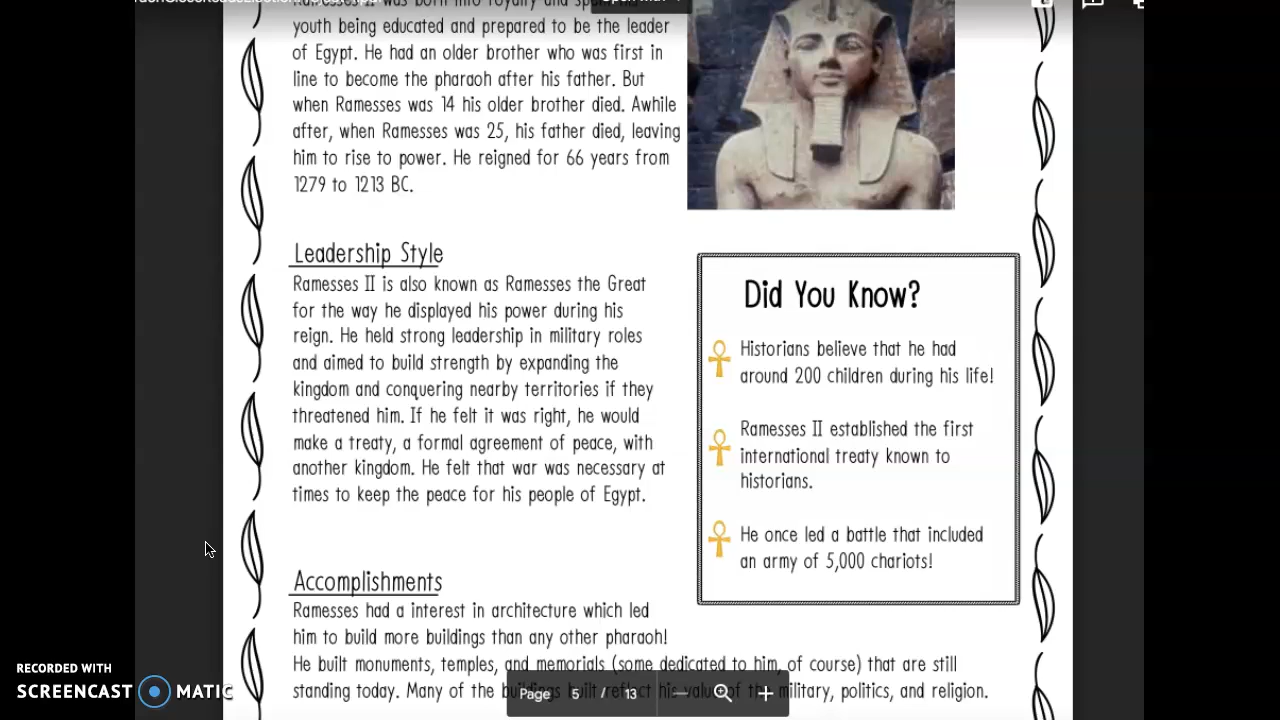 youth being educated and prepared to be the leader
of Egypt. He had an older brother who was first in
line to become the pharaoh after his father. But
when Ramesses was 14 his older brother died. Awhile
after, when Ramesses was 25, his father died, leaving
him to rise to power. He reigned for 66 years from
1279 to 1213 BC.
Leadership Style
Ramesses II is also known as Ramesses the Great
for the way he displayed his power during his
reign. He held strong leadership in military roles
and aimed to build strength by expanding the
kingdom and conquering nearby territories if they
threatened him. If he felt it was right, he would
make a treaty, a formal agreement of peace, with
another kingdom. He felt that war was necessary at
times to keep the peace for his people of Egypt.
Did You Know?
Historians believe that he had
around 200 children during his life!
Ramesses II established the first
international treaty known to
historians.
He once led a battle that included
an army of 5,000 chariots!
Accomplishments
Ramesses had a interest in architecture which led
him to build more buildings than any other pharaoh!
He built monuments, temples, and memorials (some dedicated to him, of course) that are still
standing today. Many of the buildings built reflect his value of the military, politics, and religion.
Page 5 / 13
RECORDED WITH
SCREENCAST MATIC